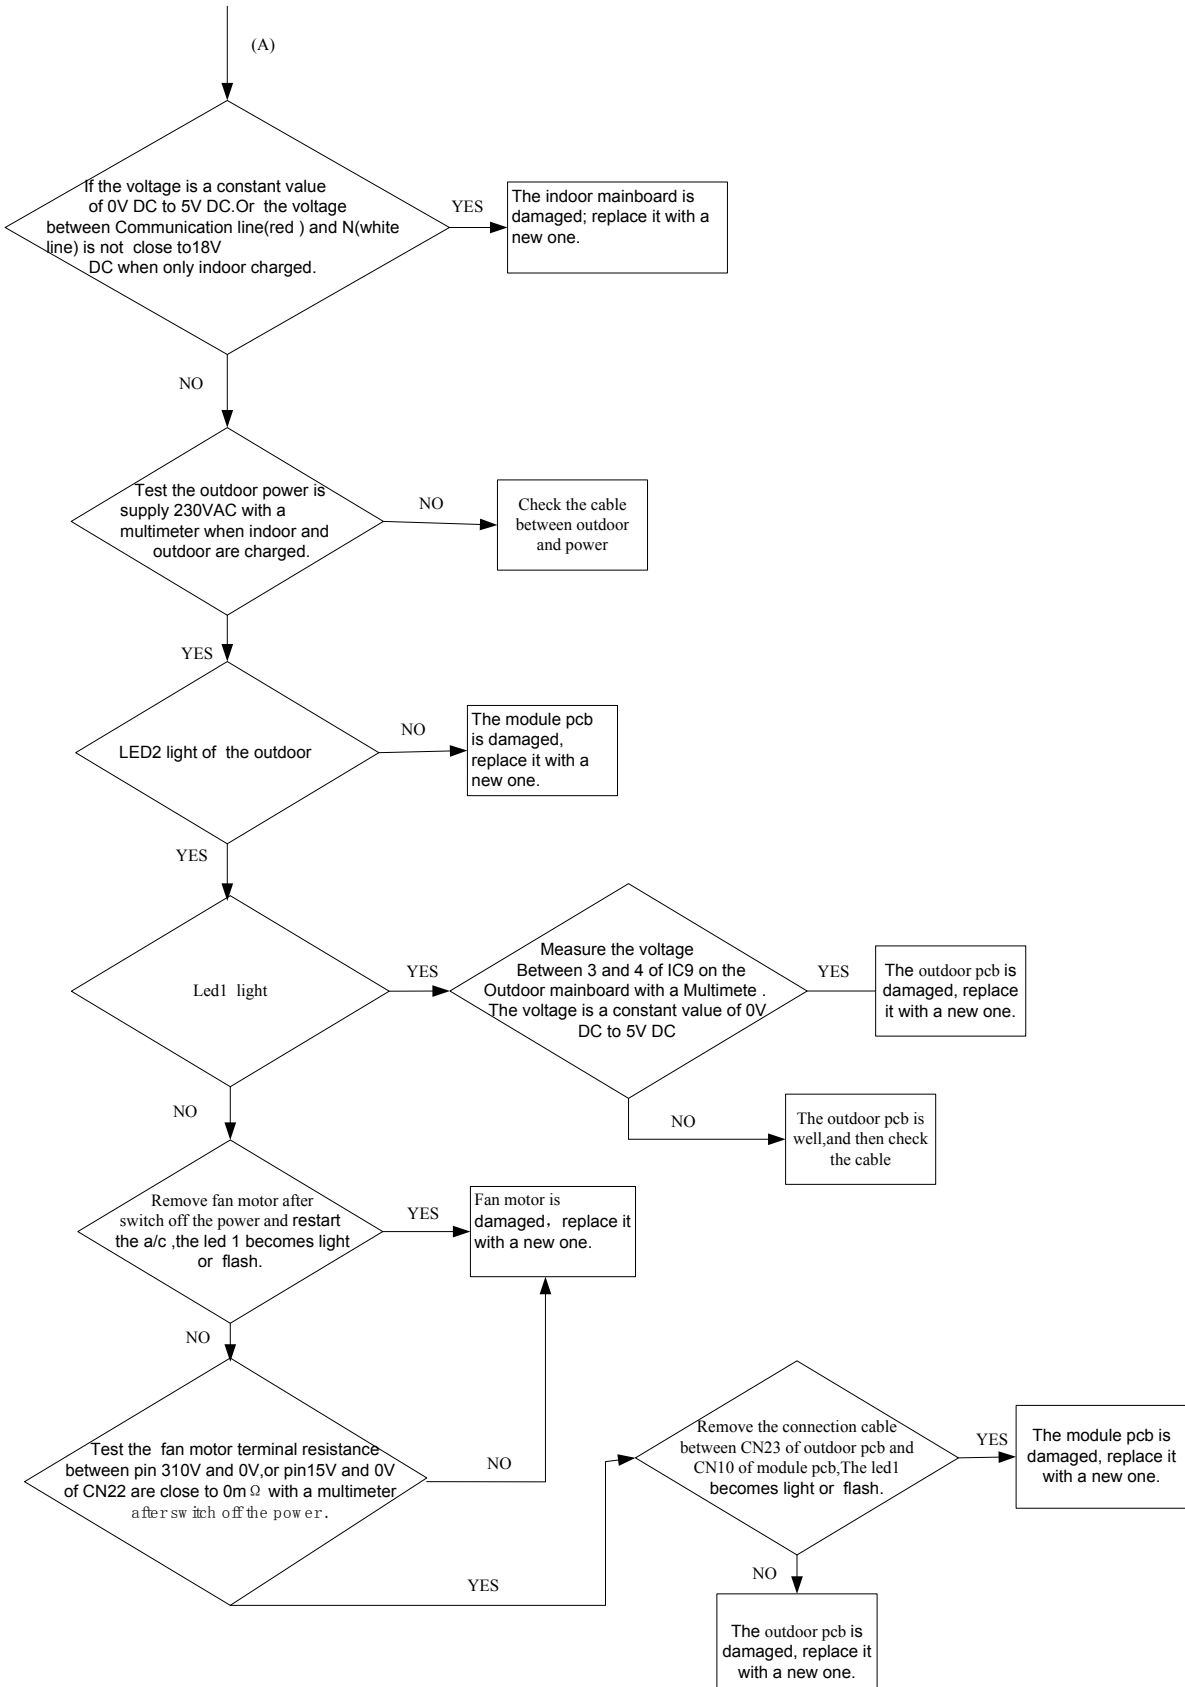 (A)
If the voltage is a constant value
of 0V DC to 5V DC.Or the voltage
between Communication line(red ) and N(white
line) is not close to18V
DC when only indoor charged.
YES
The indoor mainboard is
damaged; replace it with a
new one.
NO
Test the outdoor power is
supply 230VAC with a
multimeter when indoor and
outdoor are charged.
NO
Check the cable
between outdoor
and power
YES
LED2 light of the outdoor
NO
The module pcb
is damaged,
replace it with a
new one.
YES
Led1 light
YES
Measure the voltage
Between 3 and 4 of IC9 on the
Outdoor mainboard with a Multimete .
The voltage is a constant value of 0V
DC to 5V DC
YES
The outdoor pcb is
damaged, replace
it with a new one.
NO
The outdoor pcb is
well,and then check
the cable
NO
Remove fan motor after
switch off the power and restart
the a/c ,the led 1 becomes light
or flash.
YES
Fan motor is
damaged，replace it
with a new one.
NO
Test the fan motor terminal resistance
between pin 310V and 0V,or pin15V and 0V
of CN22 are close to 0mΩ with a multimeter
after switch off the power.
NO
YES
Remove the connection cable
between CN23 of outdoor pcb and
CN10 of module pcb,The led1
becomes light or flash.
YES
The module pcb is
damaged, replace it
with a new one.
NO
The outdoor pcb is
damaged, replace it
with a new one.